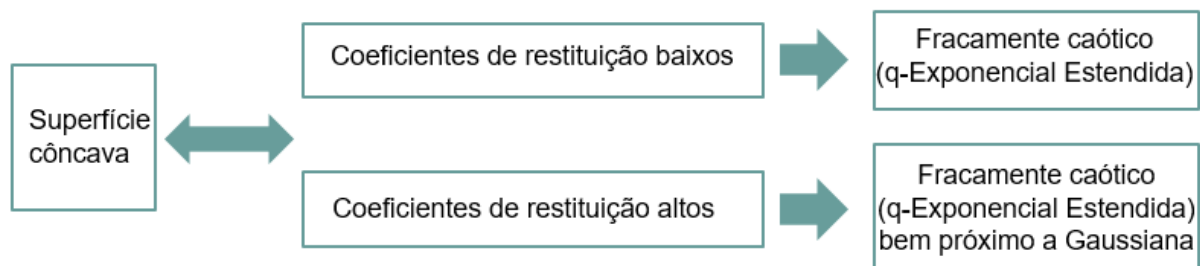 Superfície
côncava
Coeficientes de restituição baixos
Fracamente caótico
(q-Exponencial Estendida)
Coeficientes de restituição altos
Fracamente caótico
(q-Exponencial Estendida)
bem próximo a Gaussiana